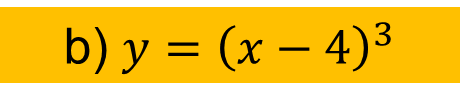 b) y = (x − 4)³